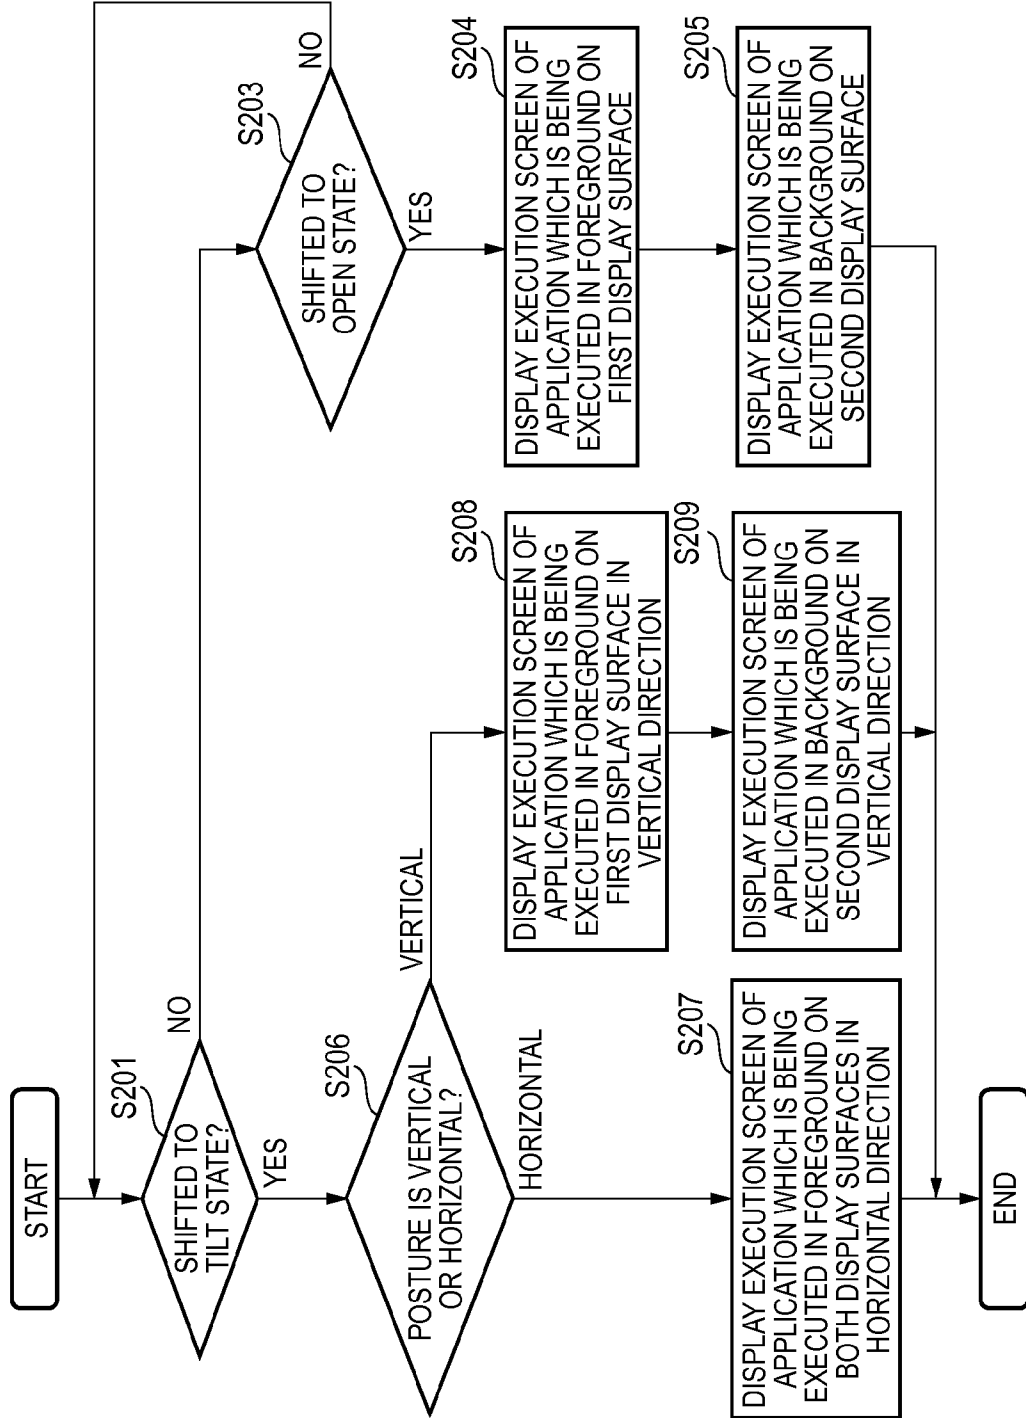 START
S201
SHIFTED TO
TILT STATE?
NO
YES
S203
SHIFTED TO
OPEN STATE?
NO
YES
S206
POSTURE IS VERTICAL
OR HORIZONTAL?
VERTICAL
HORIZONTAL
S208
DISPLAY EXECUTION SCREEN OF
APPLICATION WHICH IS BEING
EXECUTED IN FOREGROUND ON
FIRST DISPLAY SURFACE IN
VERTICAL DIRECTION
S204
DISPLAY EXECUTION SCREEN OF
APPLICATION WHICH IS BEING
EXECUTED IN FOREGROUND ON
FIRST DISPLAY SURFACE
S207
DISPLAY EXECUTION SCREEN OF
APPLICATION WHICH IS BEING
EXECUTED IN FOREGROUND ON
BOTH DISPLAY SURFACES IN
HORIZONTAL DIRECTION
S209
DISPLAY EXECUTION SCREEN OF
APPLICATION WHICH IS BEING
EXECUTED IN BACKGROUND ON
SECOND DISPLAY SURFACE IN
VERTICAL DIRECTION
S205
DISPLAY EXECUTION SCREEN OF
APPLICATION WHICH IS BEING
EXECUTED IN BACKGROUND ON
SECOND DISPLAY SURFACE
END